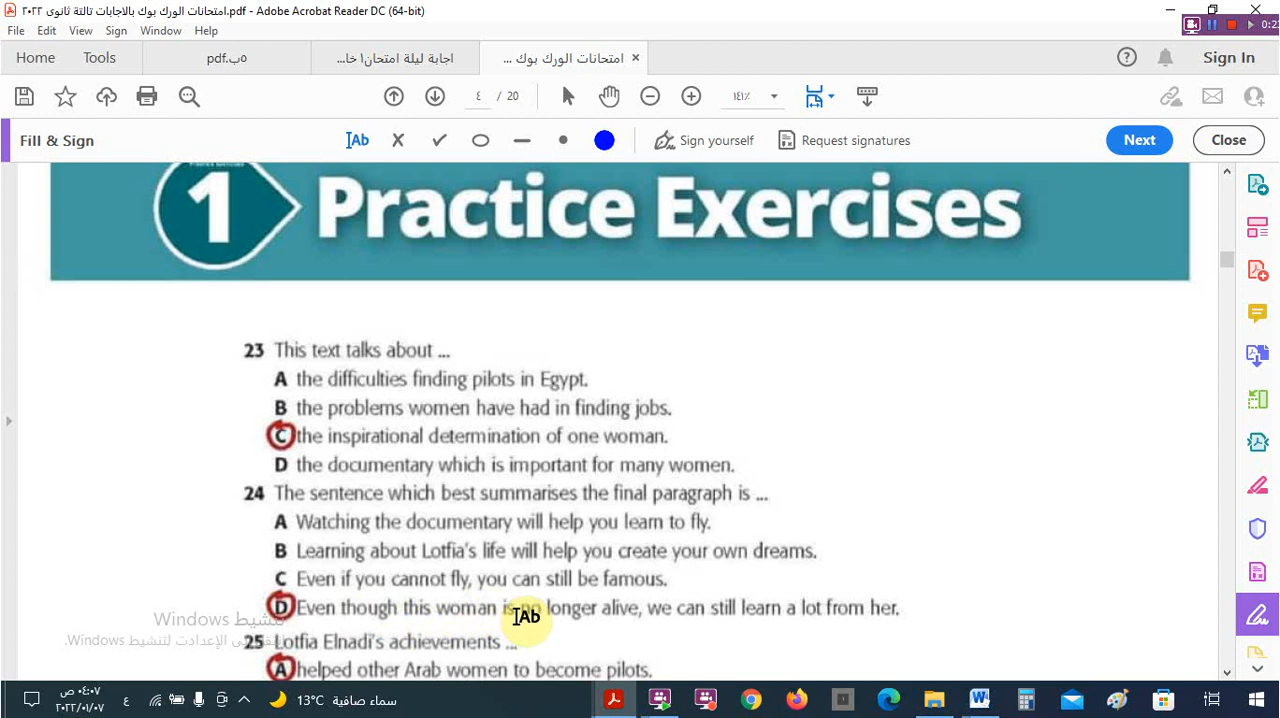 امتحانات الورك بوك بالاجابات تالتة ثانوى ٢٠٢٢.pdf - Adobe Acrobat Reader DC (64-bit)
File Edit View Sign Window Help
Home Tools ٥ب.pdf اجابة ليلة امتحان١ خا... امتحانات الورك بوك ... × Sign In
٤ / 20 ١٤١٪
Fill & Sign Ab Sign yourself Request signatures Next Close
1 Practice Exercises
23 This text talks about ...
A the difficulties finding pilots in Egypt.
B the problems women have had in finding jobs.
C the inspirational determination of one woman.
D the documentary which is important for many women.
24 The sentence which best summarises the final paragraph is ...
A Watching the documentary will help you learn to fly.
B Learning about Lotfia's life will help you create your own dreams.
C Even if you cannot fly, you can still be famous.
D Even though this woman is no longer alive, we can still learn a lot from her.
Ab
تنشيط Windows
الإعدادت لتنشيط Windows.
25 Lotfia Elnadi's achievements ...
A helped other Arab women to become pilots.
٠٤:٠٧ ص ع 13°C سماء صافية
٢٠٢٢/٠١/٠٧